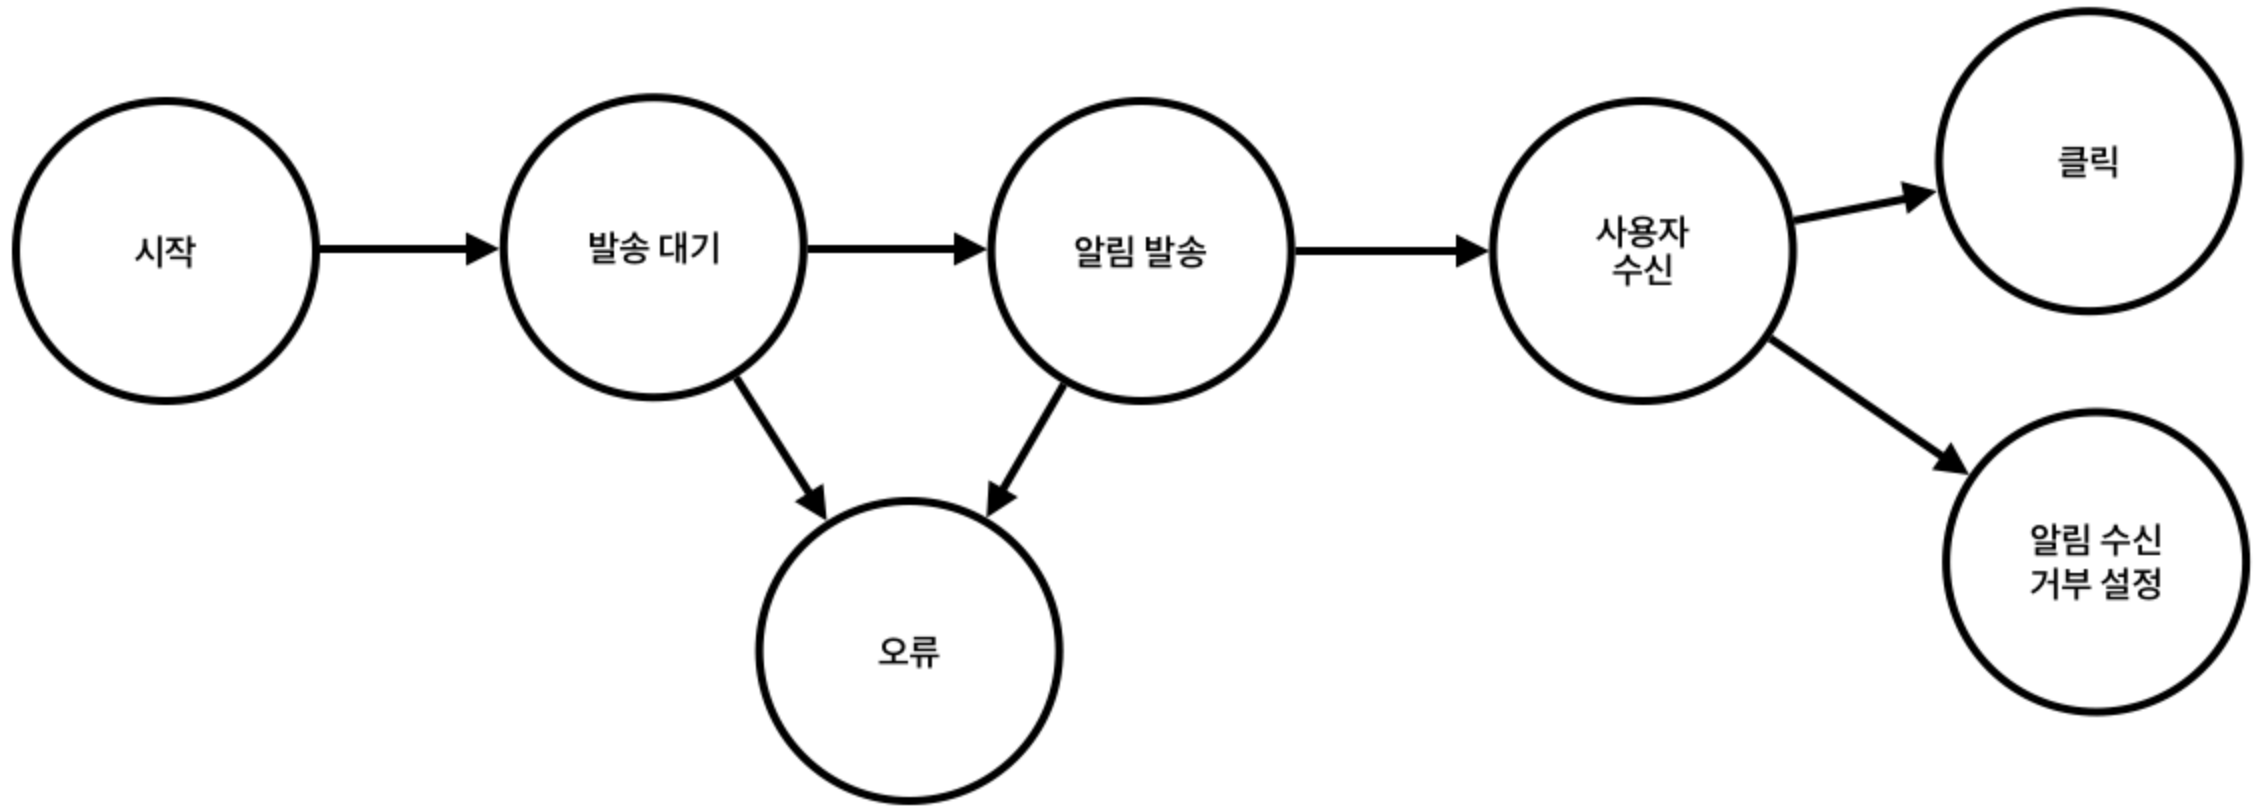 시작
발송 대기
알림 발송
사용자
수신
클릭
알림 수신
거부 설정
오류